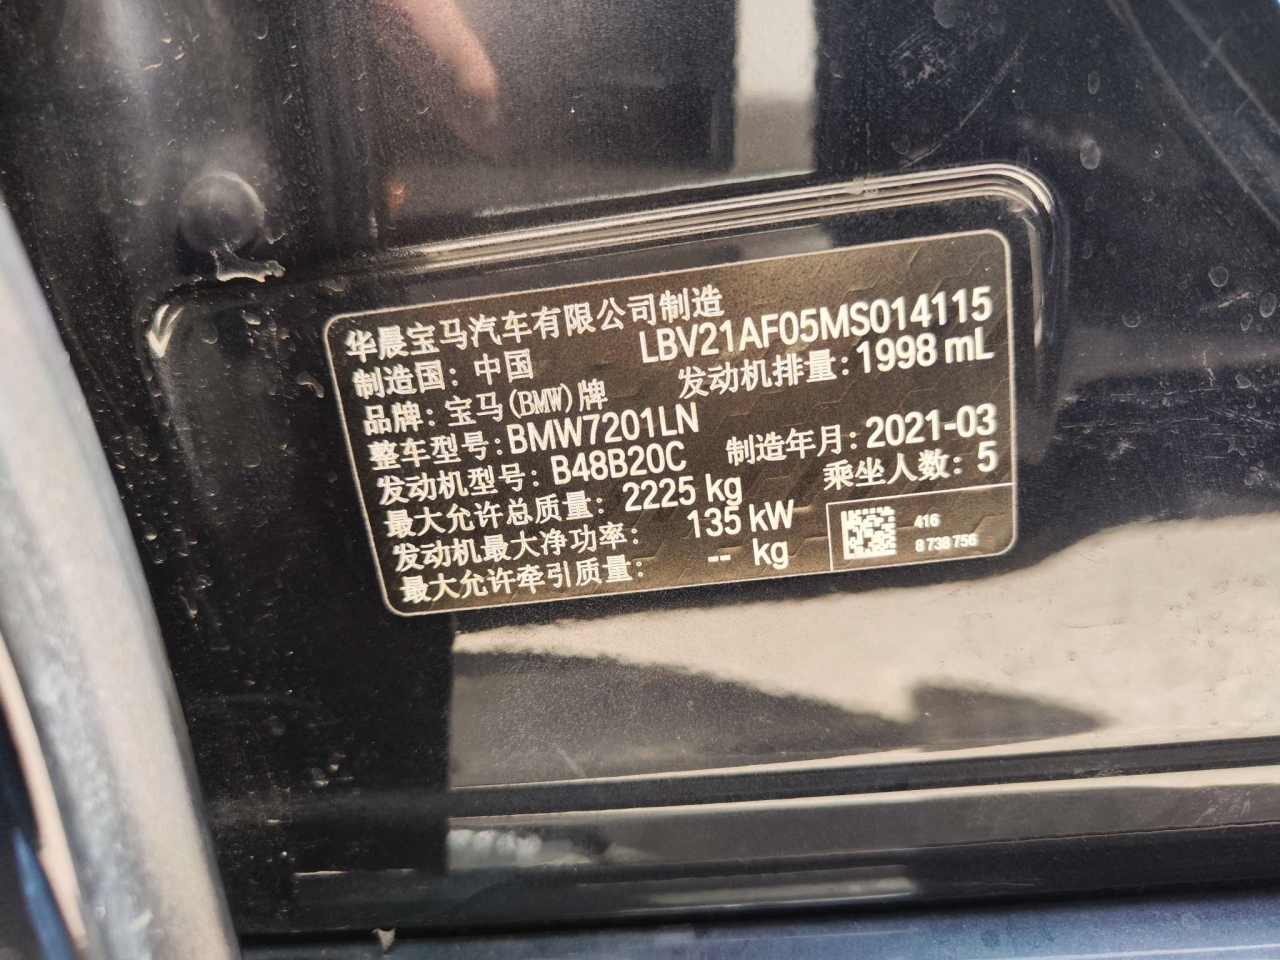 华晨宝马汽车有限公司制造
制造国：中国 LBV21AF05MS014115
品牌：宝马(BMW)牌 发动机排量：1998 mL
整车型号：BMW7201LN
发动机型号：B48B20C 制造年月：2021-03
最大允许总质量：2225 kg 乘坐人数：5
发动机最大净功率：135 kW
最大允许牵引质量：-- kg
416
8 738 756